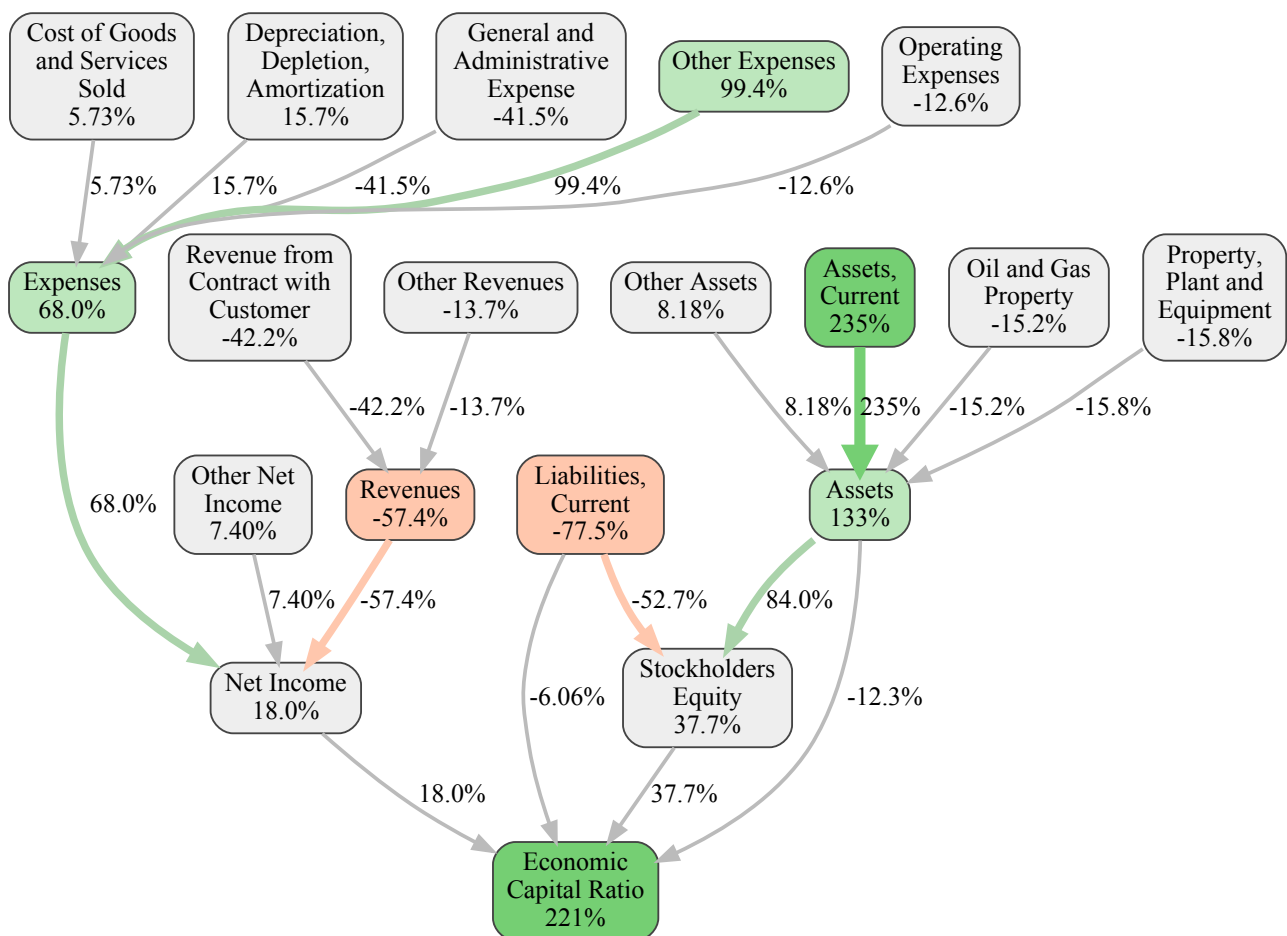 Cost of Goods
and Services
Sold
5.73%
Depreciation,
Depletion,
Amortization
15.7%
General and
Administrative
Expense
-41.5%
Other Expenses
99.4%
Operating
Expenses
-12.6%
5.73%
15.7%
-41.5%
99.4%
-12.6%
Expenses
68.0%
Revenue from
Contract with
Customer
-42.2%
Other Revenues
-13.7%
Other Assets
8.18%
Assets,
Current
235%
Oil and Gas
Property
-15.2%
Property,
Plant and
Equipment
-15.8%
-42.2%
-13.7%
8.18%
235%
-15.2%
-15.8%
68.0%
Other Net
Income
7.40%
Revenues
-57.4%
Liabilities,
Current
-77.5%
Assets
133%
7.40%
-57.4%
-52.7%
84.0%
Net Income
18.0%
-6.06%
Stockholders
Equity
37.7%
-12.3%
18.0%
37.7%
Economic
Capital Ratio
221%